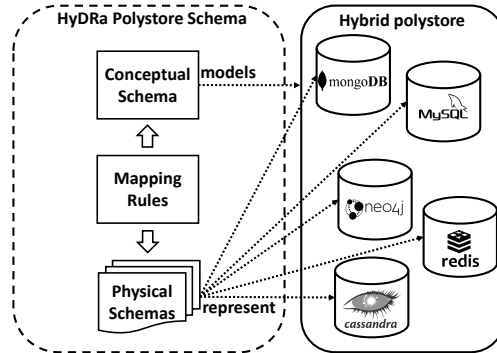 HyDRa Polystore Schema
Hybrid polystore
Conceptual
Schema
models
mongoDB
MySQL
Mapping
Rules
neo4j
redis
Physical
Schemas
represent
cassandra